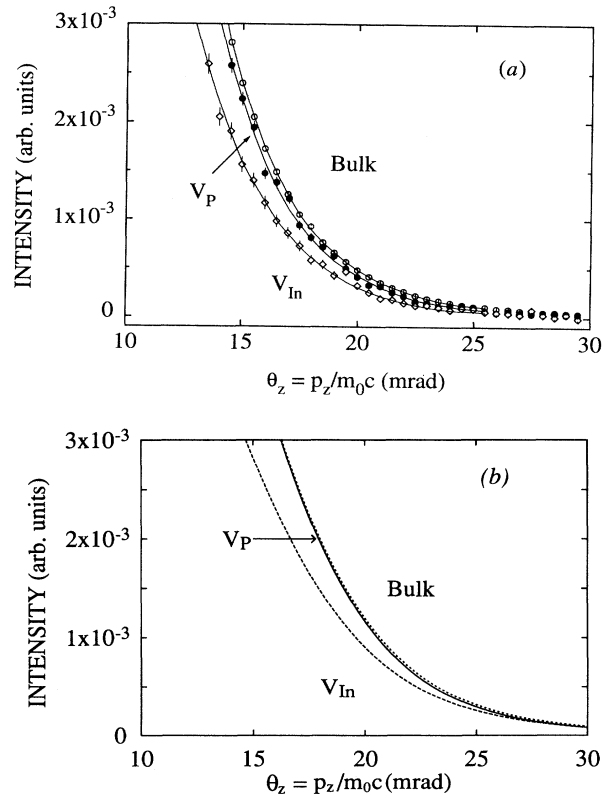 3x10⁻³
(a)
2x10⁻³
Bulk
V_P
1x10⁻³
V_In
0
10 15 20 25 30
INTENSITY (arb. units)
θ_z = p_z/m₀c (mrad)
3x10⁻³
(b)
V_P
2x10⁻³
Bulk
1x10⁻³
V_In
0
10 15 20 25 30
INTENSITY (arb. units)
θ_z = p_z/m₀c (mrad)